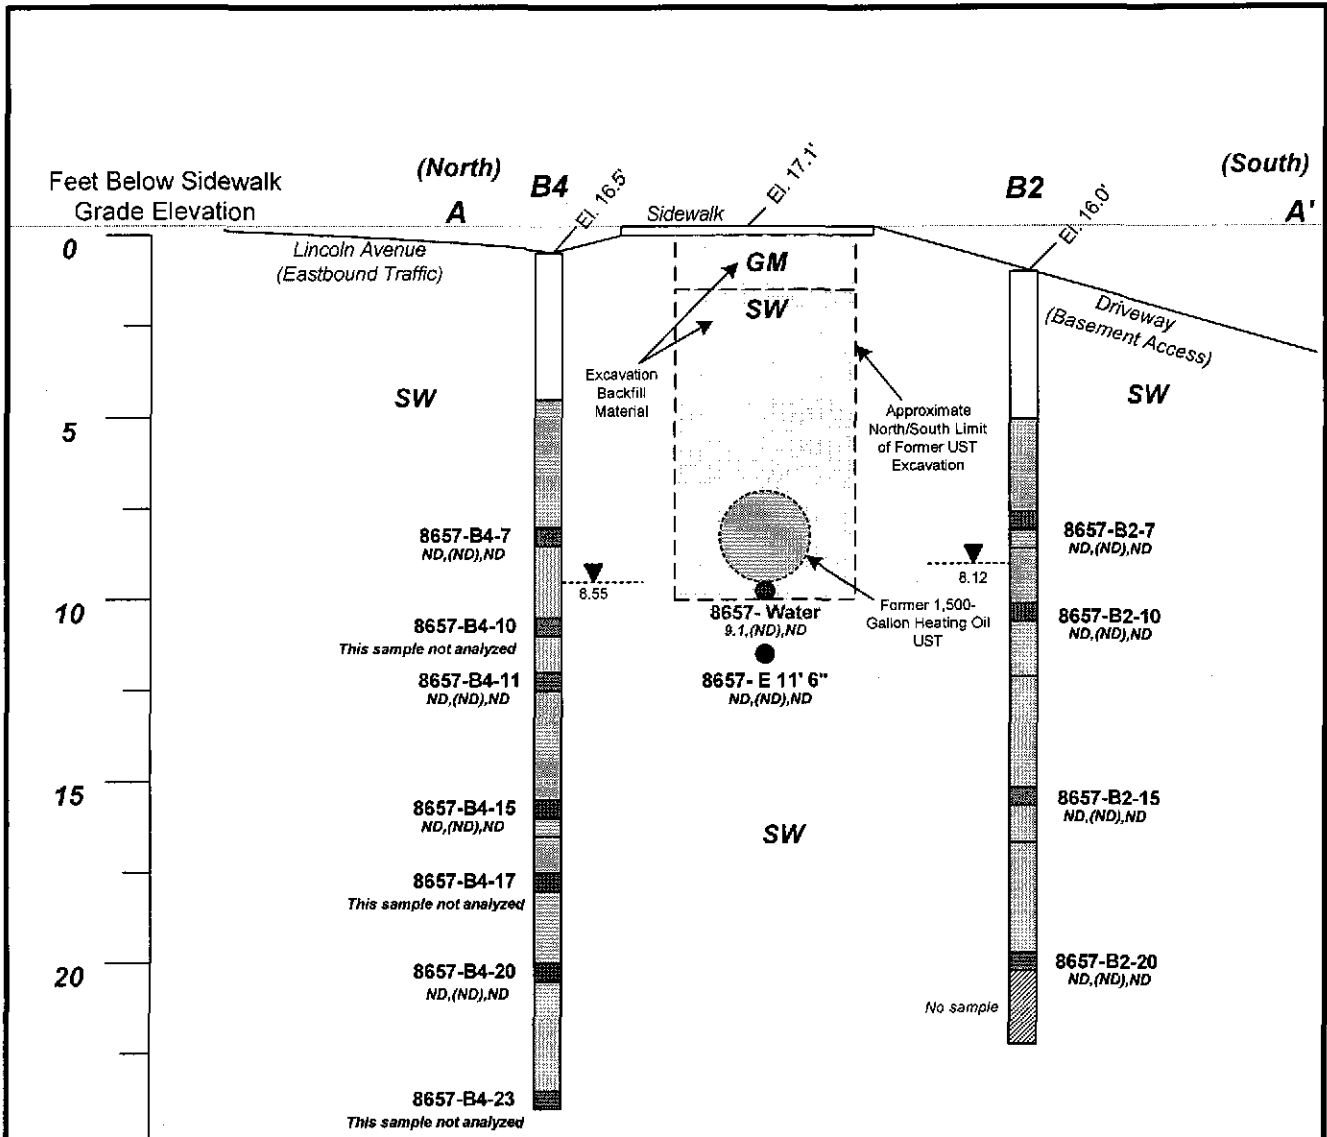 (North)
(South)
Feet Below Sidewalk
Grade Elevation
A
B4
El. 16.5'
Sidewalk
El. 17.1'
B2
El. 16.0'
A'
0
Lincoln Avenue
(Eastbound Traffic)
GM
SW
Driveway
(Basement Access)
Excavation
Backfill
Material
SW
SW
Approximate
North/South Limit
of Former UST
Excavation
5
8657-B4-7
ND,(ND),ND
8657-B2-7
ND,(ND),ND
8.55
8.12
10
8657- Water
9.1,(ND),ND
Former 1,500-
Gallon Heating Oil
UST
8657-B4-10
This sample not analyzed
8657-B2-10
ND,(ND),ND
8657-B4-11
ND,(ND),ND
8657- E 11' 6"
ND,(ND),ND
15
8657-B4-15
ND,(ND),ND
SW
8657-B2-15
ND,(ND),ND
8657-B4-17
This sample not analyzed
20
8657-B4-20
ND,(ND),ND
8657-B2-20
ND,(ND),ND
No sample
8657-B4-23
This sample not analyzed